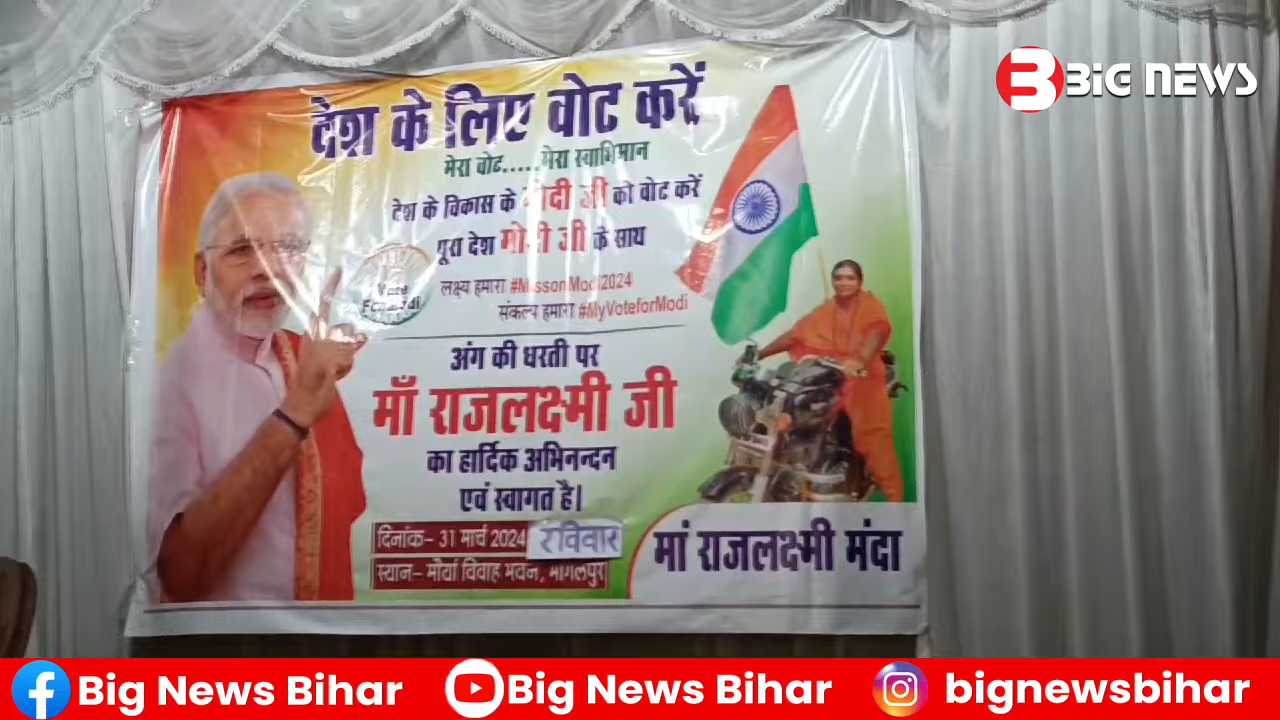 BiG NEWS
देश के लिए वोट करें
मेरा वोट.....मेरा स्वाभिमान
देश के विकास के मोदी जी को वोट करें
पूरा देश मोदी जी के साथ
Vote
लक्ष्य हमारा #MissonModi2024
संकल्प हमारा #MyVoteforModi
अंग की धरती पर
माँ राजलक्ष्मी जी
का हार्दिक अभिनन्दन
एवं स्वागत है।
दिनांक- 31 मार्च 2024 रविवार
स्थान- मौर्या विवाह भवन, भागलपुर
मां राजलक्ष्मी मंदा
Big News Bihar
Big News Bihar
bignewsbihar